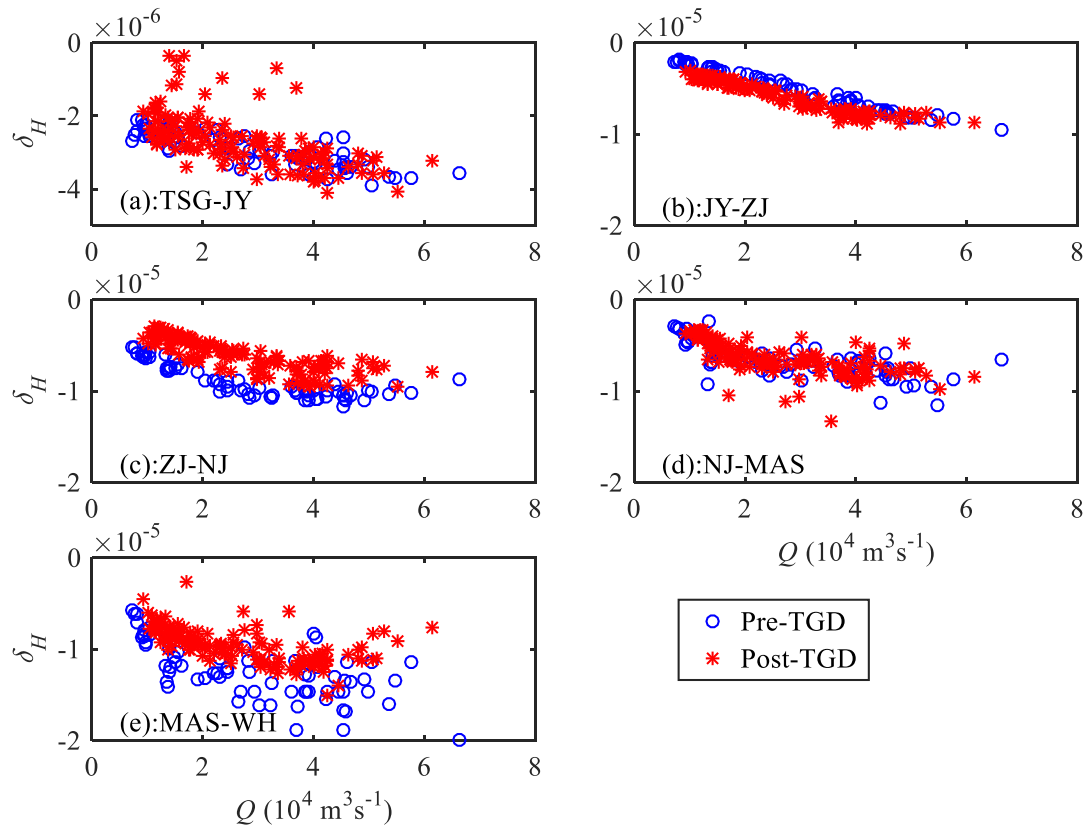 ×10⁻⁶
0
-2
-4
δ_H
(a):TSG-JY
0 2 4 6 8
×10⁻⁵
0
-1
-2
(b):JY-ZJ
0 2 4 6 8
×10⁻⁵
0
-1
-2
δ_H
(c):ZJ-NJ
0 2 4 6 8
×10⁻⁵
0
-1
-2
(d):NJ-MAS
0 2 4 6 8
Q (10⁴ m³s⁻¹)
×10⁻⁵
0
-1
-2
δ_H
(e):MAS-WH
0 2 4 6 8
Q (10⁴ m³s⁻¹)
Pre-TGD
Post-TGD